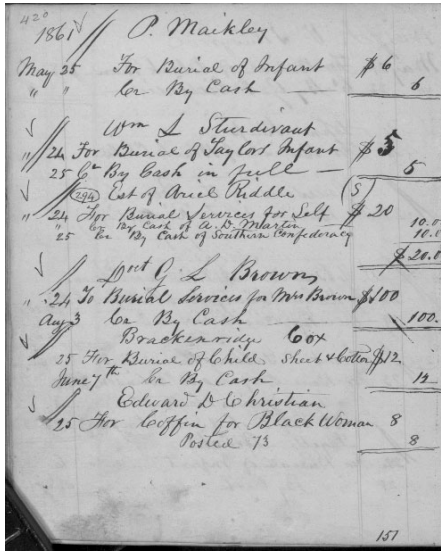 420
1861 P. Maikley
May 25 For Burial of Infant $6
" " Cr By Cash — 6
Wm L Sturdivant
" 24 For Burial of Taylors Infant $5
25 Cr By Cash in full — 5
294 Est of Ariel Riddle (S)
" 24 For Burial Services for Self $20
" Cr By Cash of A. D. Martin 10.0
25 Cr By Cash of Southern Confederacy 10.0
$20.0
Doct G. L Brown
" 24 To Burial Services for Mrs Brown $100
Aug 3 Cr By Cash 100.
Brackenridge Cox
25 For Burial of Child Sheet & Cotton $12
June 7th Cr By Cash 12
Edward D Christian
25 For Coffin for Black Woman 8
Posted 73 8
151